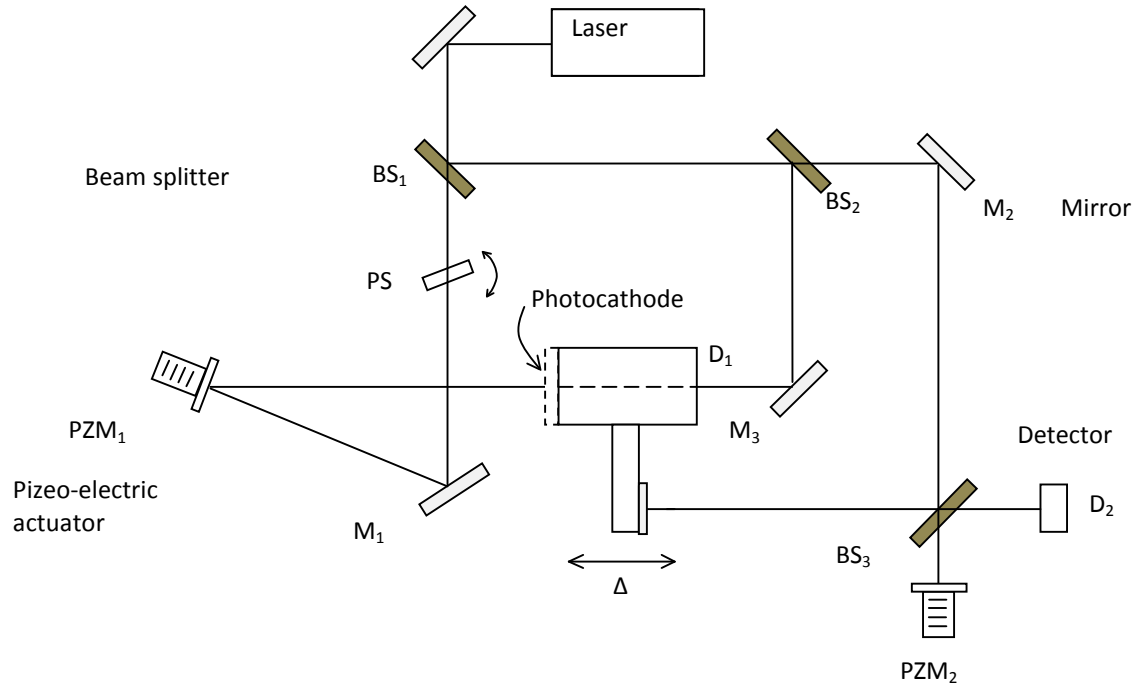 Laser
Beam splitter
BS₁
BS₂
M₂
Mirror
PS
Photocathode
D₁
PZM₁
M₃
Detector
Pizeo-electric
actuator
M₁
D₂
BS₃
Δ
PZM₂